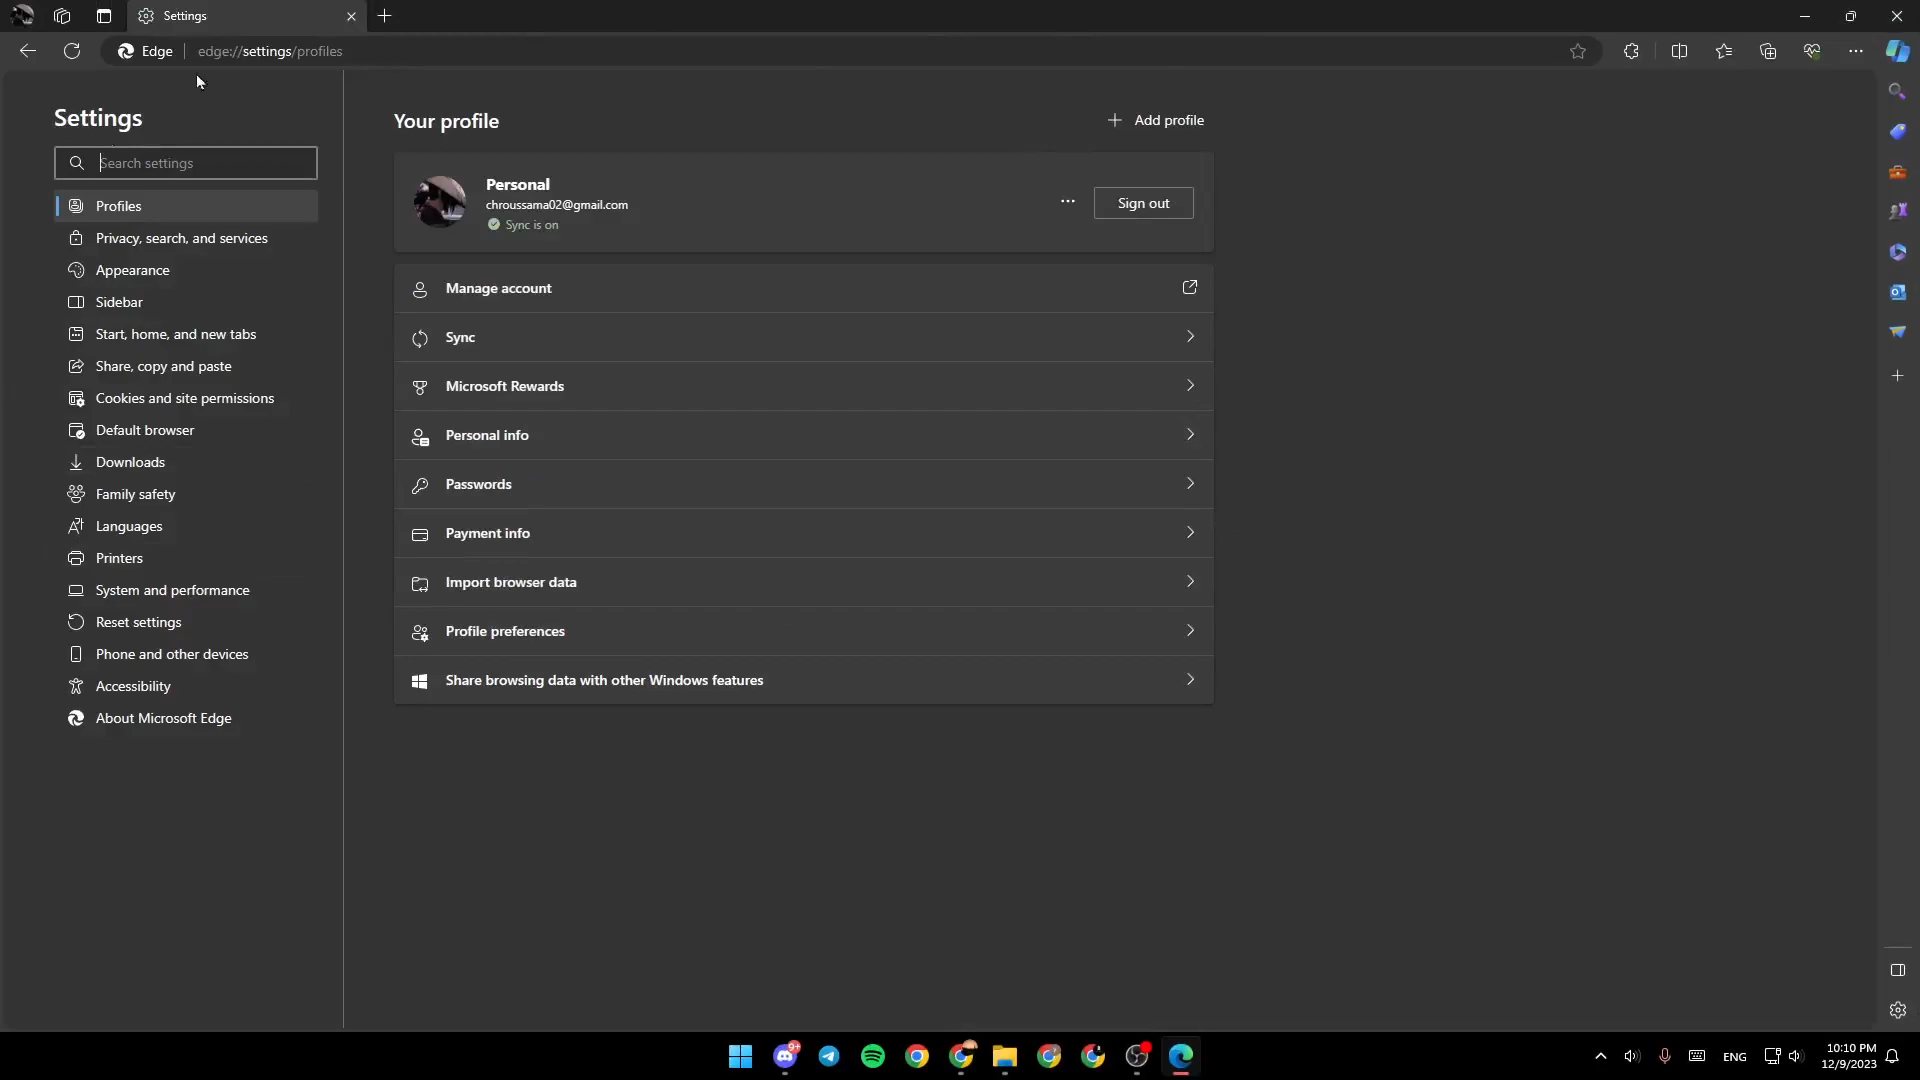 Settings
Edge
edge://settings/profiles
Settings
Search settings
Profiles
Privacy, search, and services
Appearance
Sidebar
Start, home, and new tabs
Share, copy and paste
Cookies and site permissions
Default browser
Downloads
Family safety
Languages
Printers
System and performance
Reset settings
Phone and other devices
Accessibility
About Microsoft Edge
Your profile
Add profile
Personal
chroussama02@gmail.com
Sync is on
Sign out
Manage account
Sync
Microsoft Rewards
Personal info
Passwords
Payment info
Import browser data
Profile preferences
Share browsing data with other Windows features
9+
ENG
10:10 PM
12/9/2023